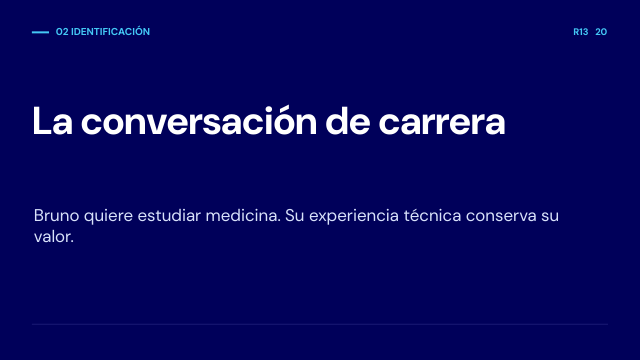 02 IDENTIFICACIÓN
R13 20
La conversación de carrera
Bruno quiere estudiar medicina. Su experiencia técnica conserva su
valor.